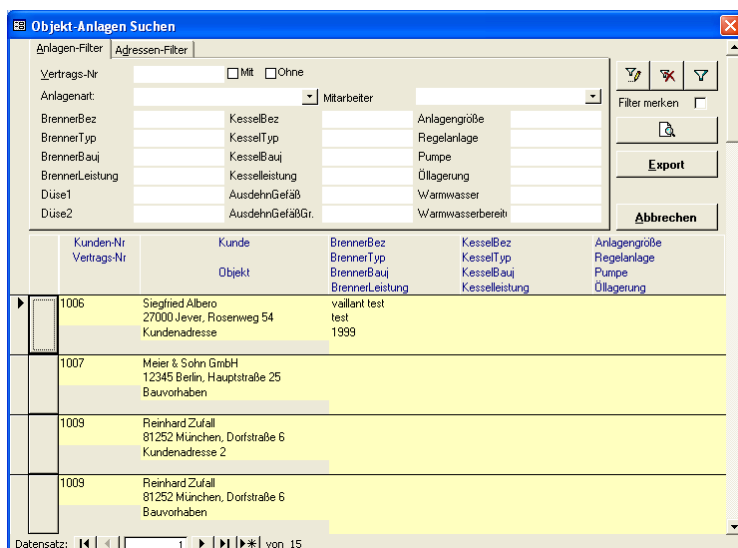 Objekt-Anlagen Suchen
Anlagen-Filter Adressen-Filter
Vertrags-Nr Mit Ohne
Anlagenart: Mitarbeiter
Filter merken
BrennerBez KesselBez Anlagengröße
BrennerTyp KesselTyp Regelanlage
BrennerBauj KesselBauj Pumpe
BrennerLeistung Kesselleistung Öllagerung
Export
Düse1 AusdehnGefäß Warmwasser
Düse2 AusdehnGefäßGr. Warmwasserbereit
Abbrechen
Kunden-Nr Kunde BrennerBez KesselBez Anlagengröße
Vertrags-Nr BrennerTyp KesselTyp Regelanlage
Objekt BrennerBauj KesselBauj Pumpe
BrennerLeistung Kesselleistung Öllagerung
1006 Siegfried Albero vaillant test
27000 Jever, Rosenweg 54 test
Kundenadresse 1999
1007 Meier & Sohn GmbH
12345 Berlin, Hauptstraße 25
Bauvorhaben
1009 Reinhard Zufall
81252 München, Dorfstraße 6
Kundenadresse 2
1009 Reinhard Zufall
81252 München, Dorfstraße 6
Bauvorhaben
Datensatz: 1 von 15